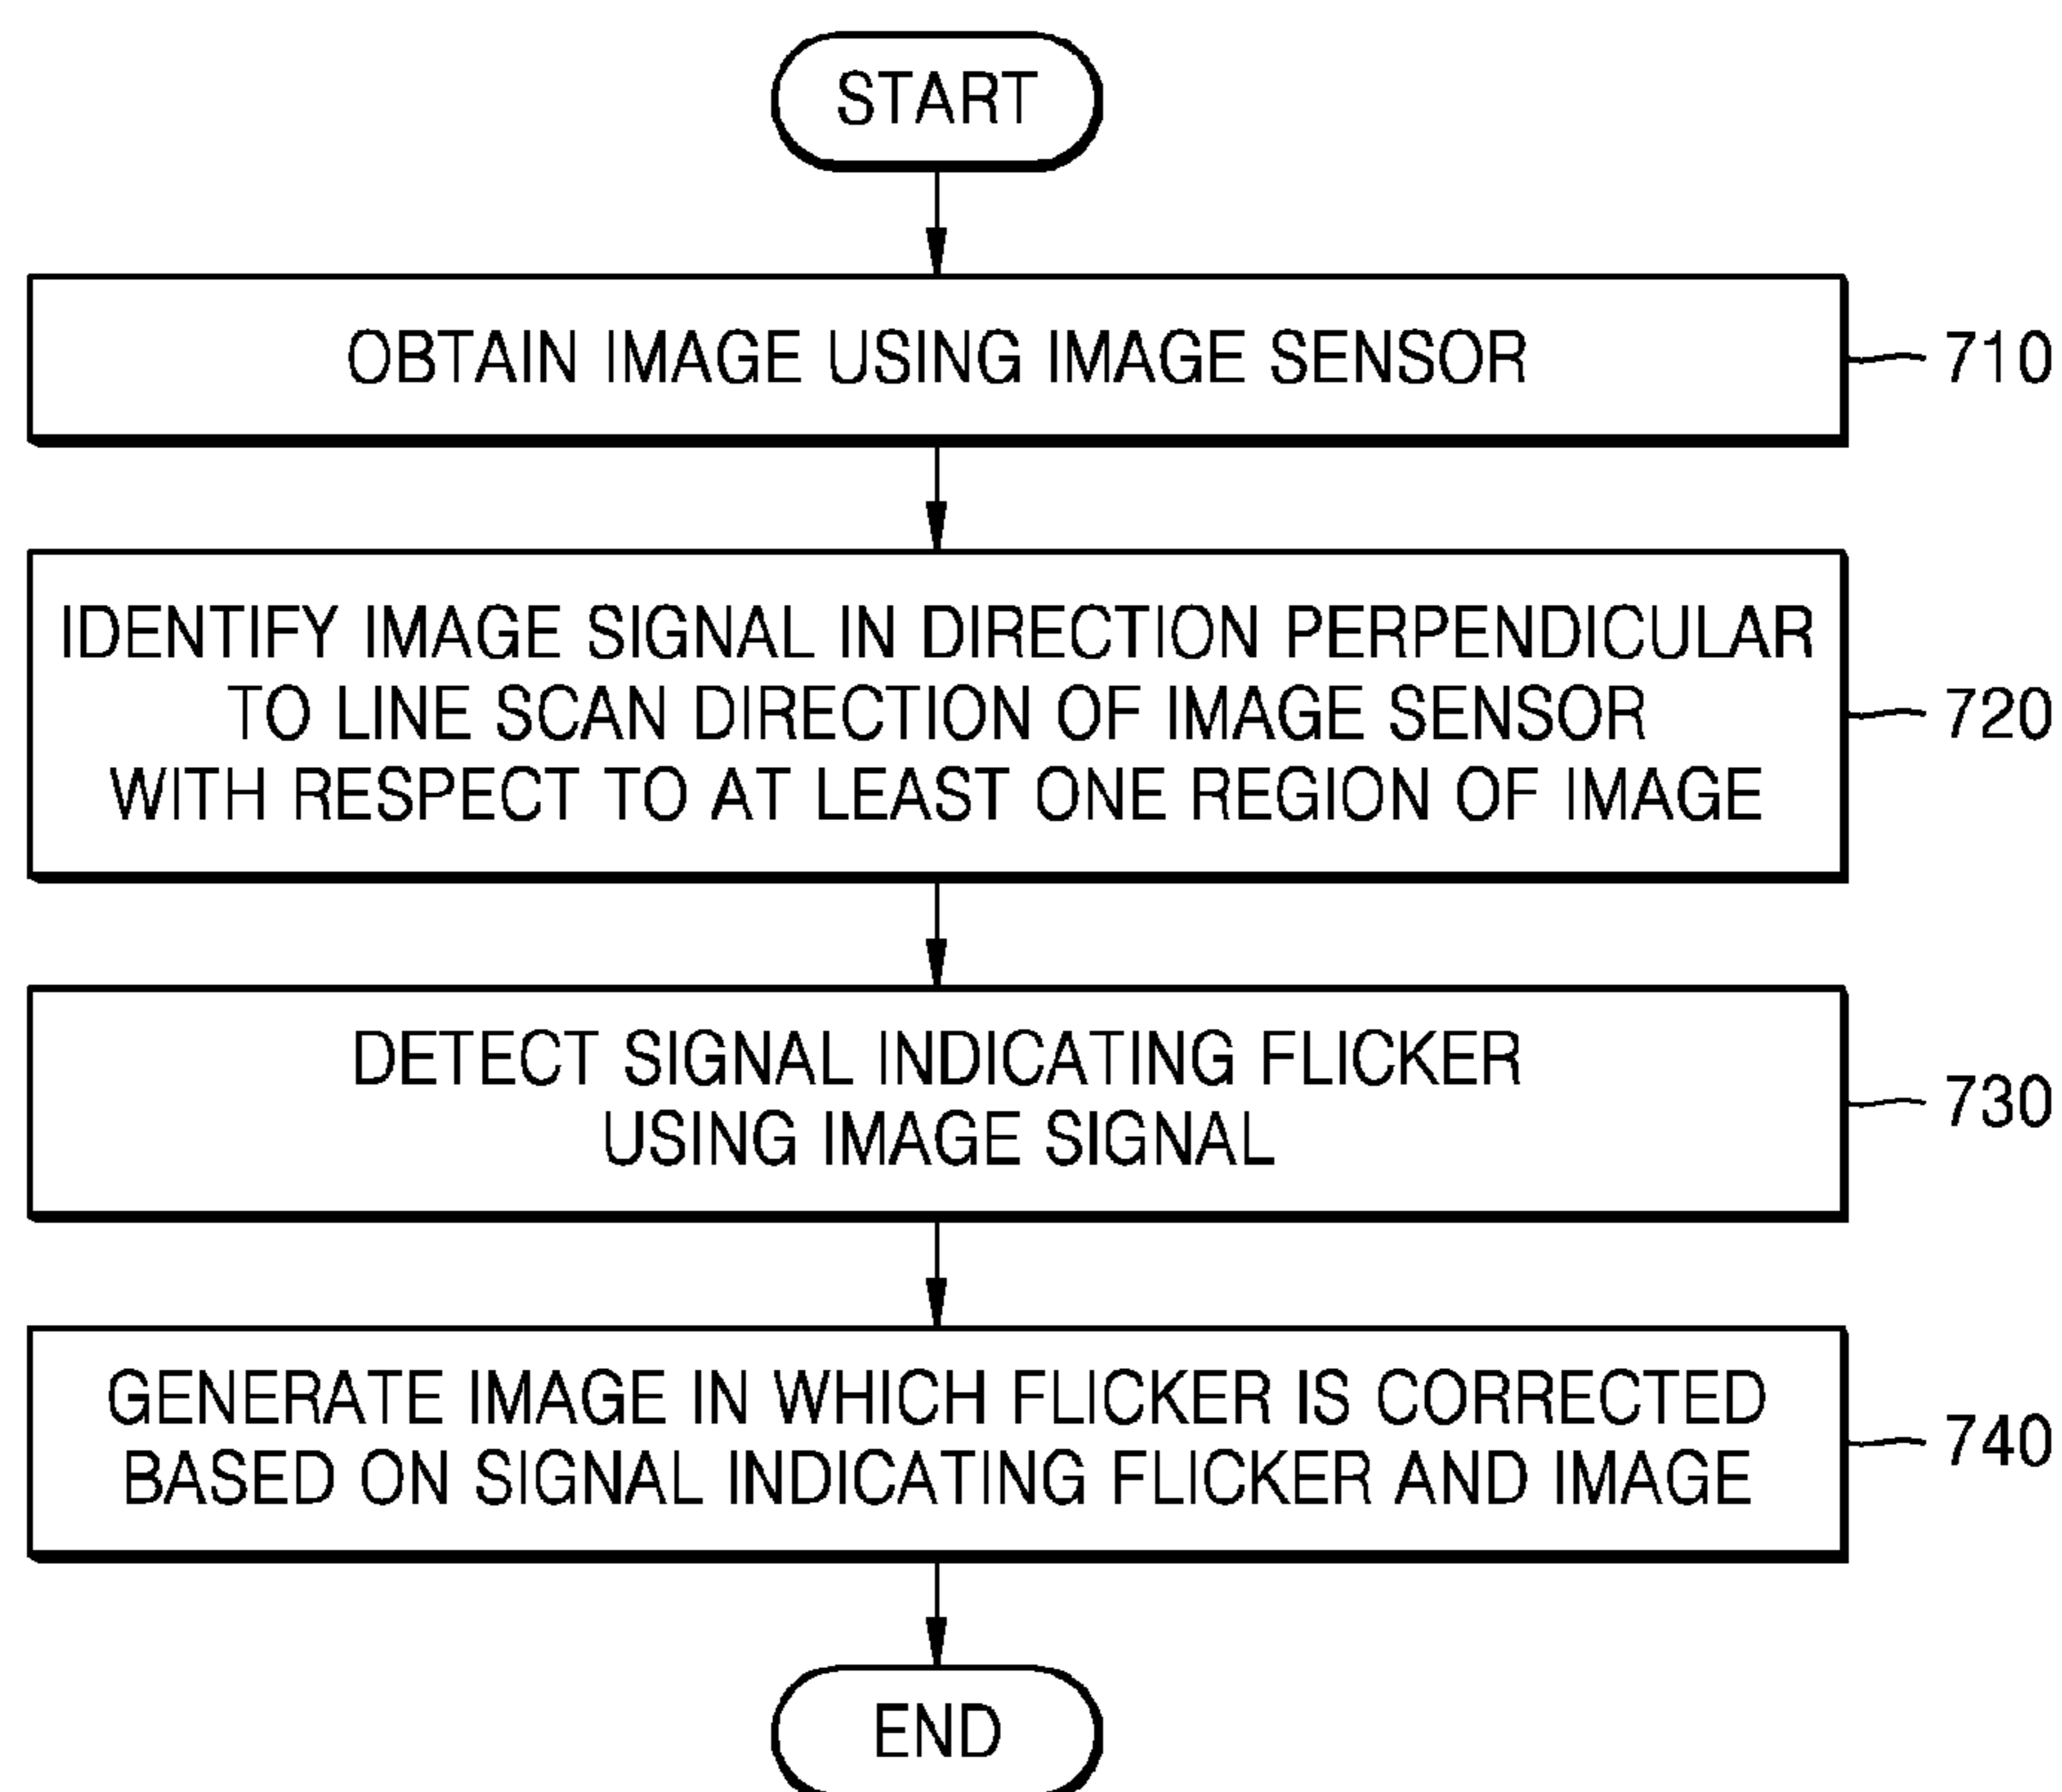 START
OBTAIN IMAGE USING IMAGE SENSOR
710
IDENTIFY IMAGE SIGNAL IN DIRECTION PERPENDICULAR
TO LINE SCAN DIRECTION OF IMAGE SENSOR
WITH RESPECT TO AT LEAST ONE REGION OF IMAGE
720
DETECT SIGNAL INDICATING FLICKER
USING IMAGE SIGNAL
730
GENERATE IMAGE IN WHICH FLICKER IS CORRECTED
BASED ON SIGNAL INDICATING FLICKER AND IMAGE
740
END